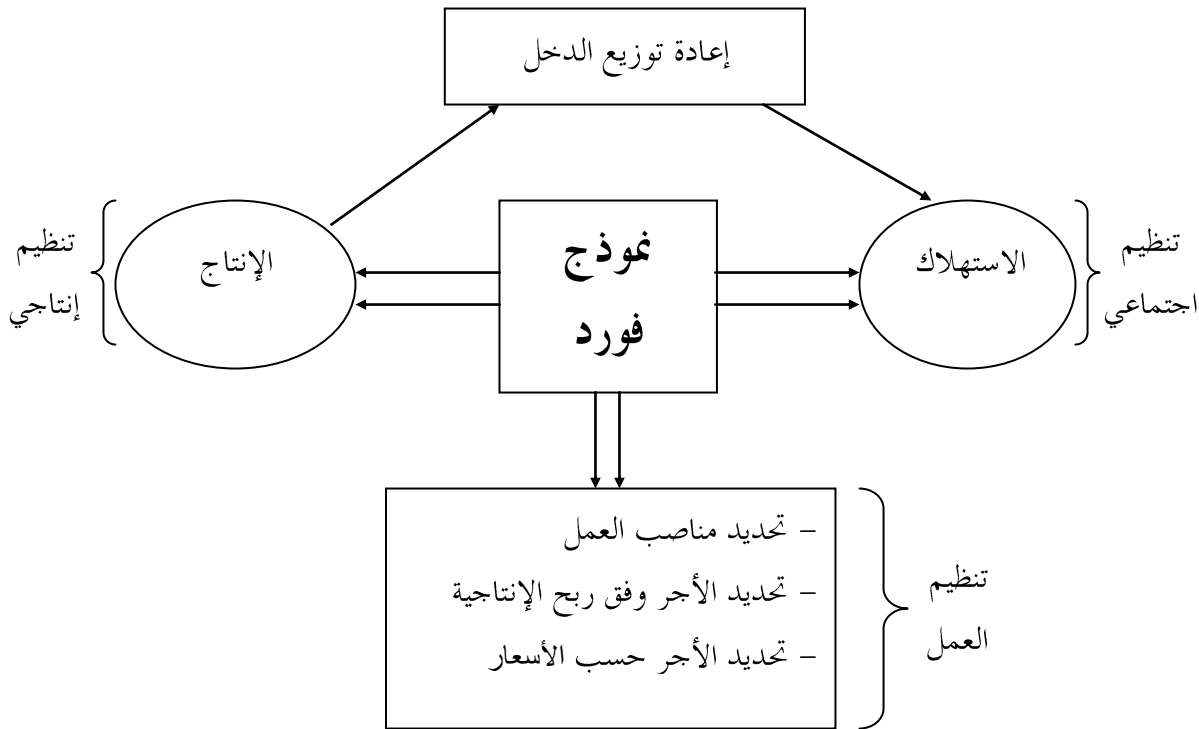 إعادة توزيع الدخل
تنظيم
اجتماعي
الاستهلاك
نموذج
فورد
الإنتاج
تنظيم
إنتاجي
– تحديد مناصب العمل
– تحديد الأجر وفق ربح الإنتاجية
– تحديد الأجر حسب الأسعار
تنظيم
العمل